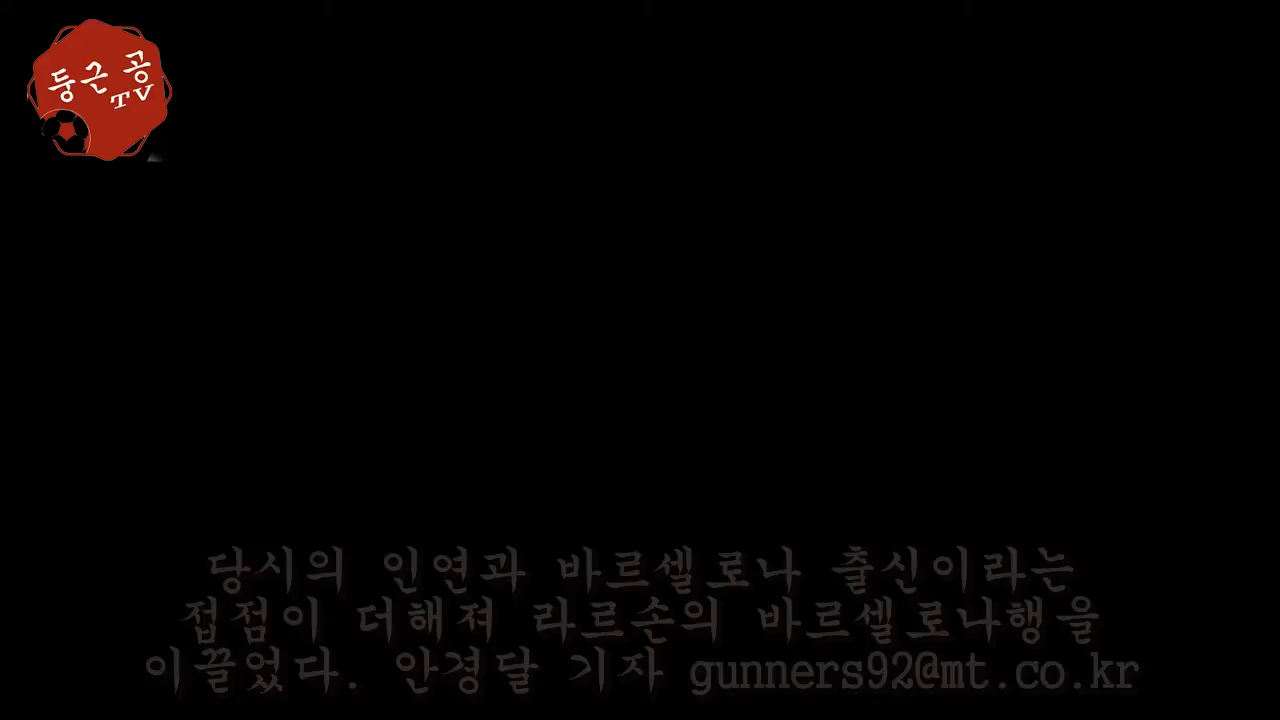 둥근 공
TV
당시의 인연과 바르셀로나 출신이라는
접점이 더해져 라르손의 바르셀로나행을
이끌었다. 안경달 기자 gunners92@mt.co.kr